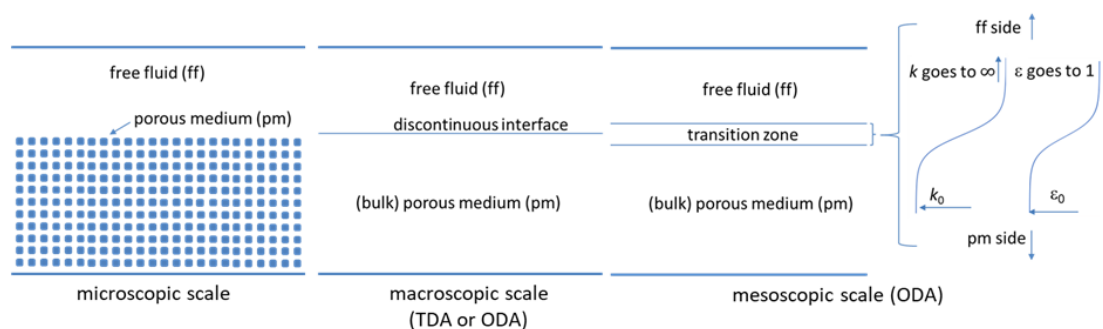 free fluid (ff)
porous medium (pm)
microscopic scale
free fluid (ff)
discontinuous interface
(bulk) porous medium (pm)
macroscopic scale
(TDA or ODA)
free fluid (ff)
transition zone
(bulk) porous medium (pm)
mesoscopic scale (ODA)
ff side
k goes to ∞
ε goes to 1
k₀
ε₀
pm side